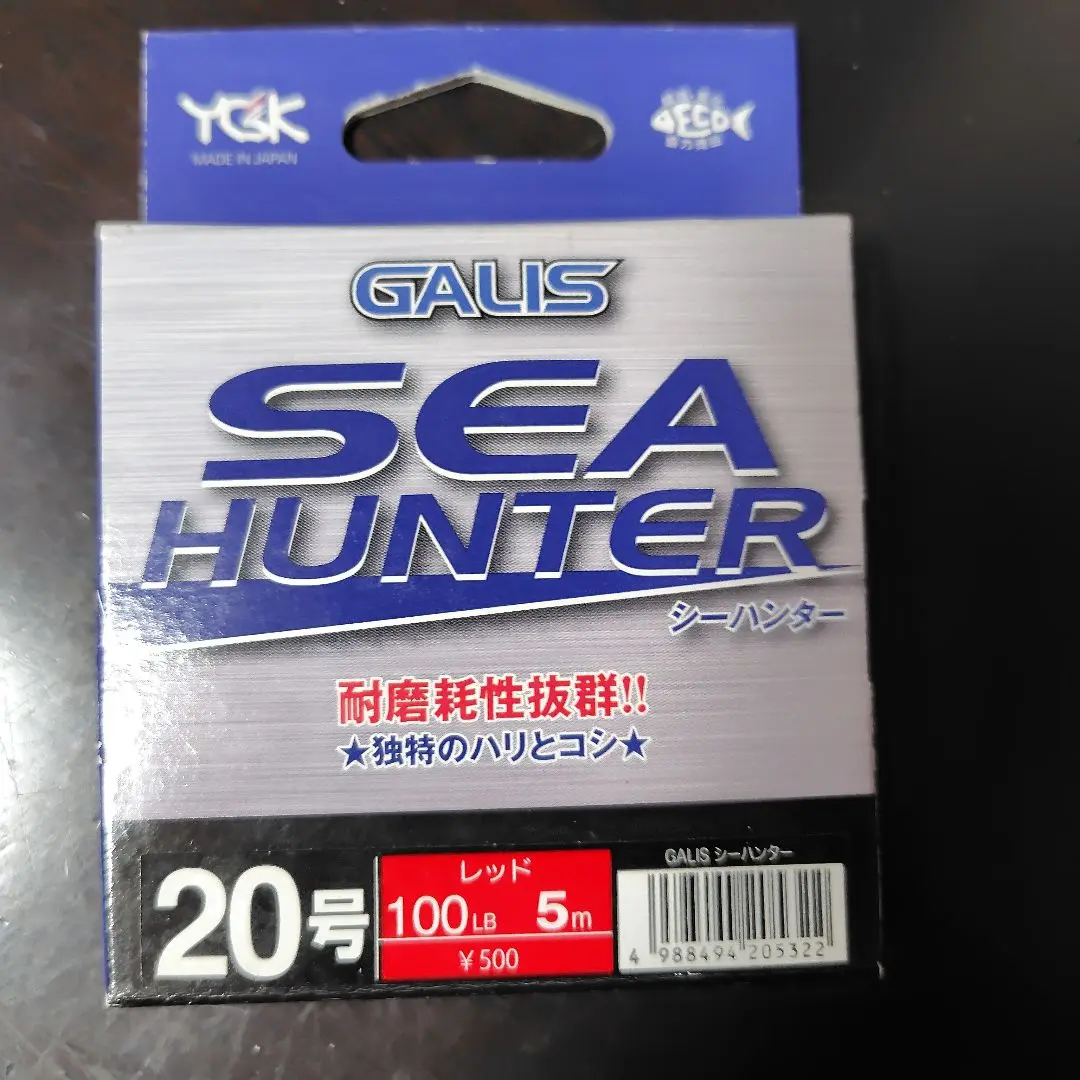 YGK
MADE IN JAPAN
ECO
GALIS
SEA
HUNTER
シーハンター
耐磨耗性抜群!!
★独特のハリとコシ★
20号
レッド
100LB 5m
¥500
GALIS シーハンター
4 988494 205322